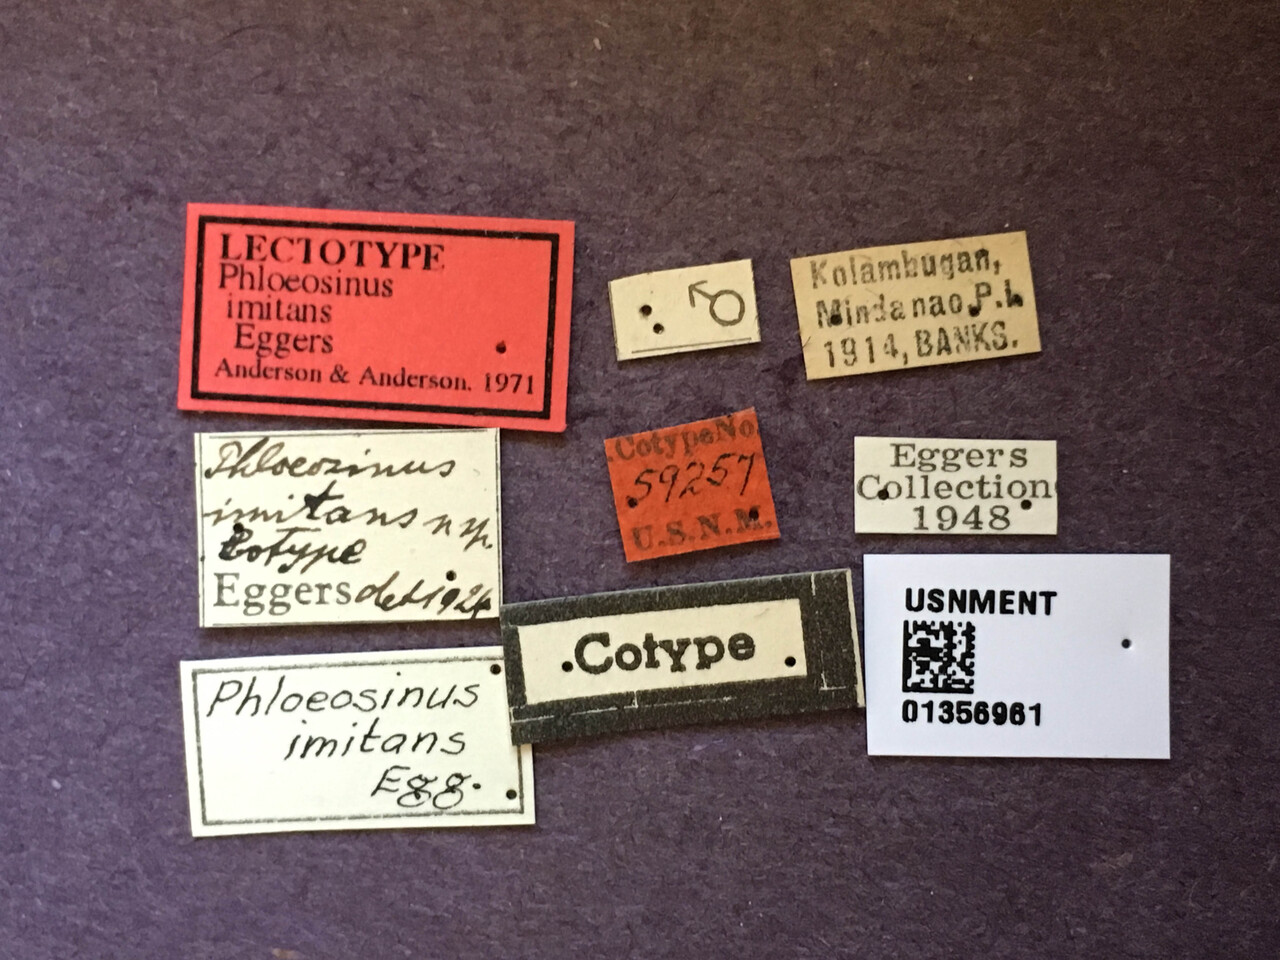 LECTOTYPE
Phloeosinus
imitans
Eggers
Anderson & Anderson. 1971
♂
Kolambugan,
Mindanao, P.I.
1914, BANKS.
Phloeosinus
imitans n sp.
Cotype
Eggers det 1926
Cotype No.
59257
U.S.N.M.
Eggers
Collection
1948
.Cotype
USNMENT
01356961
Phloeosinus
imitans
Egg.